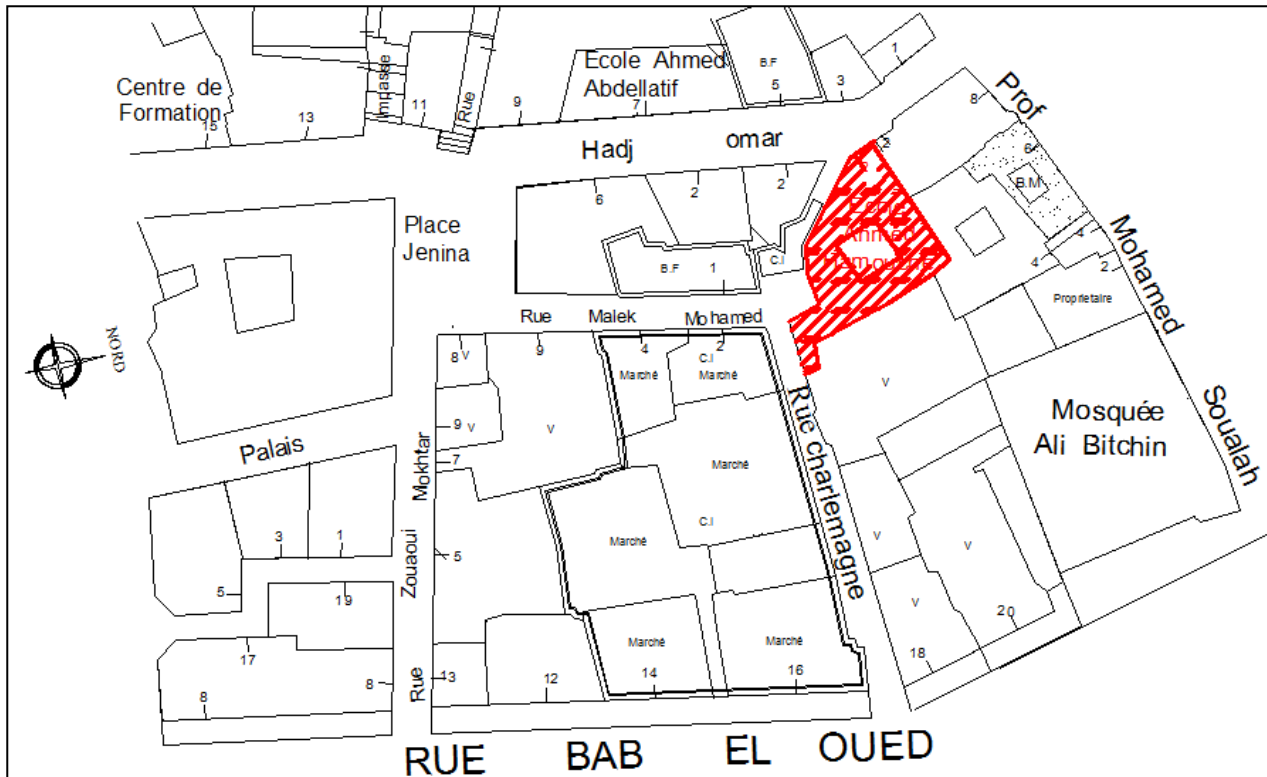 Centre de
Formation
15
13
Impasse
11
Rue
9
Ecole Ahmed
Abdellatif
7
B.F
5
3
1
Hadj omar
8
Prof
Mohamed
Soualah
2
6
B.M
4
4
2
Proprietaire
Ecole
Ahmed
Hamouche
Place
Jenina
6
2
2
B.F
1
C.I
NORD
Rue Malek Mohamed
8
V
9
4
Marché
2
C.I
Marché
9
V
V
7
Marché
Rue charlemagne
V
Mosquée
Ali Bitchin
Palais
Rue Zouaoui Mokhtar
3
1
5
5
19
17
8
8
13
12
Marché
C.I
Marché
14
Marché
16
V
V
V
18
20
RUE BAB EL OUED